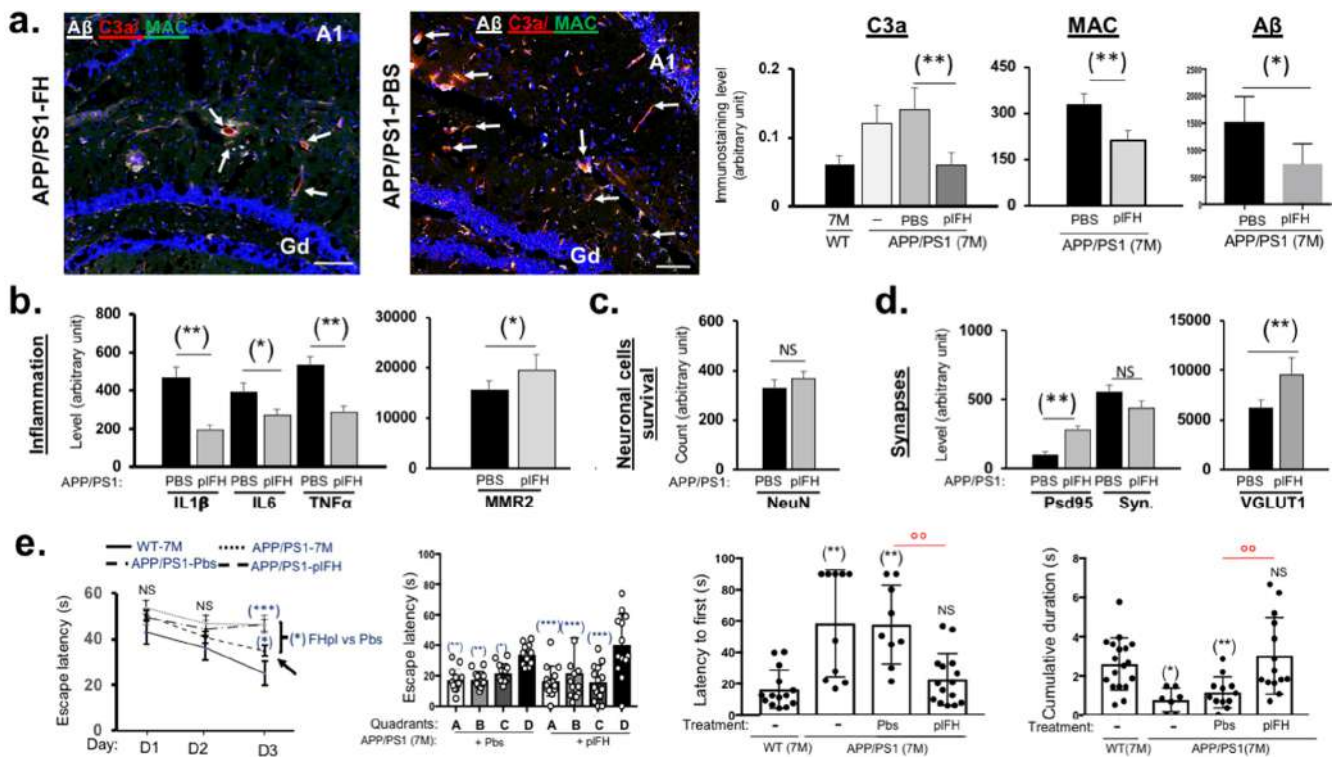 a.
Aβ C3a/ MAC
A1
APP/PS1-FH
Gd
Aβ C3a/ MAC
A1
APP/PS1-PBS
Gd
C3a
Immunostaining level
(arbitrary unit)
0.2
0.1
0
(**)
7M
WT
– PBS pIFH
APP/PS1 (7M)
MAC
450
300
150
0
(**)
PBS pIFH
APP/PS1 (7M)
Aβ
2500
2000
1500
1000
500
0
(*)
PBS pIFH
APP/PS1 (7M)
b.
Inflammation
Level (arbitrary unit)
800
600
400
200
0
(**) (*) (**)
APP/PS1: PBS pIFH PBS pIFH PBS pIFH
IL1β IL6 TNFα
30000
20000
10000
0
(*)
PBS pIFH
MMR2
c.
Neuronal cells
survival
Count (arbitrary unit)
600
400
200
0
NS
APP/PS1: PBS pIFH
NeuN
d.
Synapses
Level (arbitrary unit)
1000
500
0
(**) NS
APP/PS1: PBS pIFH PBS pIFH
Psd95 Syn.
15000
10000
5000
0
(**)
PBS pIFH
VGLUT1
e.
WT-7M APP/PS1-7M
APP/PS1-Pbs APP/PS1-pIFH
Escape latency (s)
60
40
20
0
NS NS (***)
(*) (*) FHpI vs Pbs
Day: D1 D2 D3
Escape latency (s)
100
80
60
40
20
0
(**) (**) (*) (****) (***) (***)
Quadrants: A B C D A B C D
APP/PS1 (7M): + Pbs + pIFH
Latency to first (s)
100
80
60
40
20
0
(**) (**) °° NS
Treatment: – – Pbs pIFH
WT (7M) APP/PS1 (7M)
Cumulative duration (s)
8
6
4
2
0
(*) (**) °° NS
Treatment: – – Pbs pIFH
WT(7M) APP/PS1(7M)